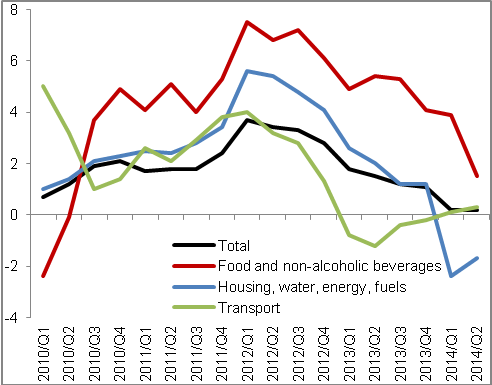 8
6
4
2
0
-2
-4
Total
Food and non-alcoholic beverages
Housing, water, energy, fuels
Transport
2010/Q1
2010/Q2
2010/Q3
2010/Q4
2011/Q1
2011/Q2
2011/Q3
2011/Q4
2012/Q1
2012/Q2
2012/Q3
2012/Q4
2013/Q1
2013/Q2
2013/Q3
2013/Q4
2014/Q1
2014/Q2